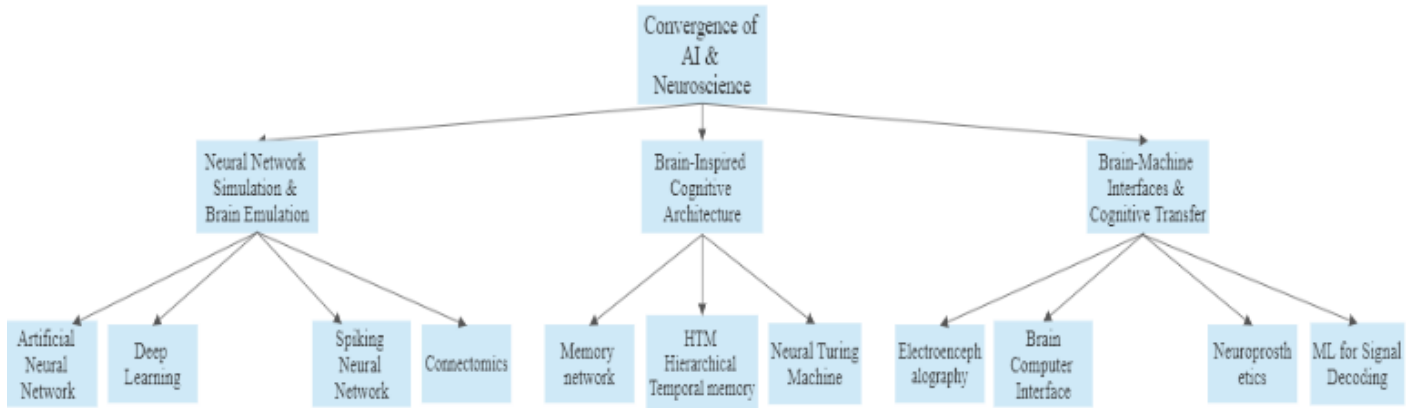 Convergence of
AI &
Neuroscience
Neural Network
Simulation &
Brain Emulation
Brain-Inspired
Cognitive
Architecture
Brain-Machine
Interfaces &
Cognitive Transfer
Artificial
Neural
Network
Deep
Learning
Spiking
Neural
Network
Connectomics
Memory
network
HTM
Hierarchical
Temporal memory
Neural Turing
Machine
Electroenceph
alography
Brain
Computer
Interface
Neuroprosth
etics
ML for Signal
Decoding